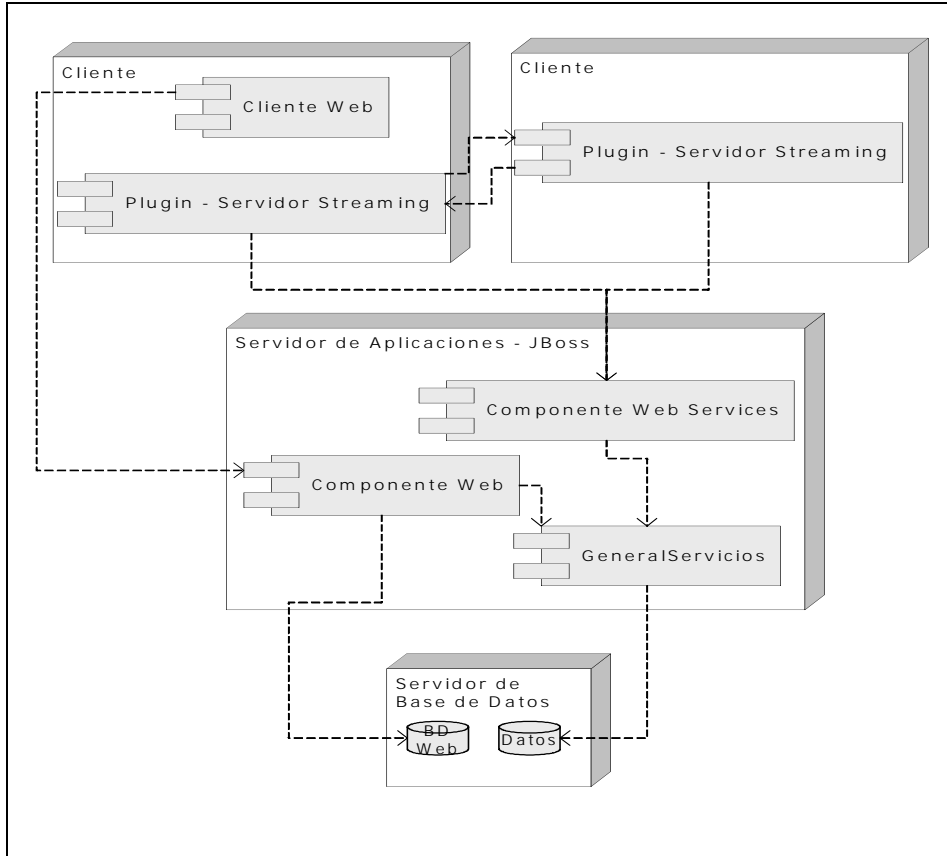 Cliente
Cliente Web
Plugin - Servidor Streaming
Cliente
Plugin - Servidor Streaming
Servidor de Aplicaciones - JBoss
Componente Web Services
Componente Web
GeneralServicios
Servidor de
Base de Datos
BD
Web
Datos